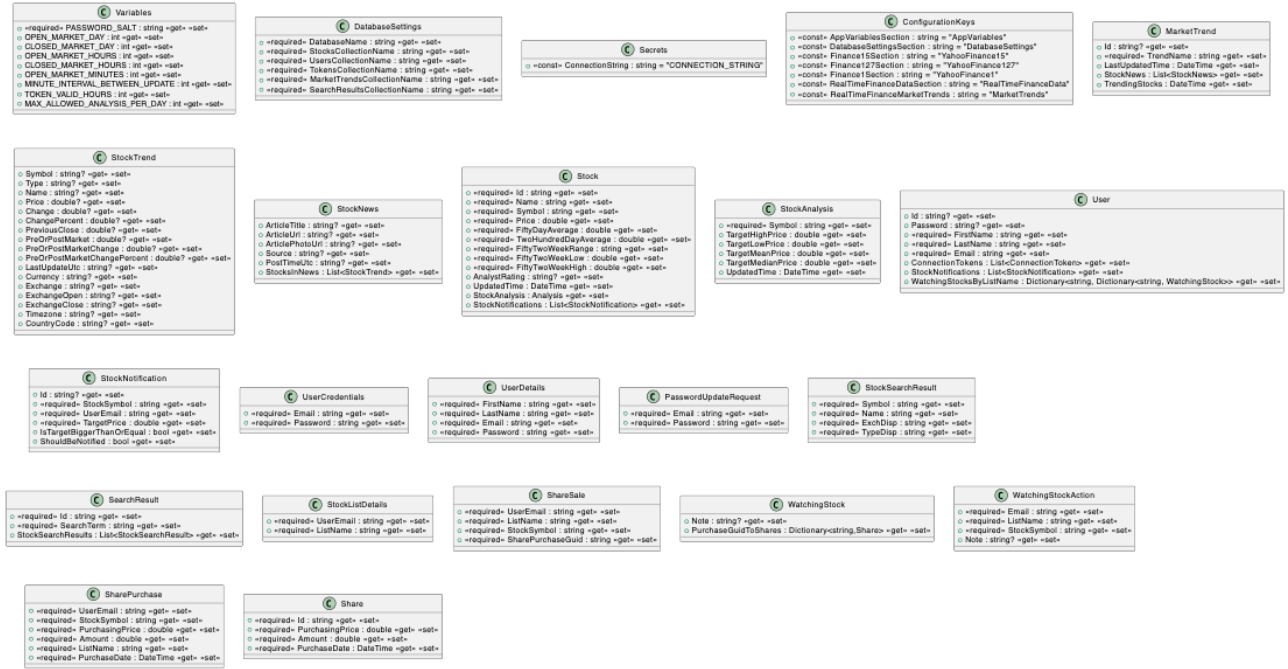 C Variables
«required» PASSWORD_SALT : string «get» «set»
OPEN_MARKET_DAY : int «get» «set»
CLOSED_MARKET_DAY : int «get» «set»
OPEN_MARKET_HOURS : int «get» «set»
CLOSED_MARKET_HOURS : int «get» «set»
OPEN_MARKET_MINUTES : int «get» «set»
MINUTE_INTERVAL_BETWEEN_UPDATE : int «get» «set»
TOKEN_VALID_HOURS : int «get» «set»
MAX_ALLOWED_ANALYSIS_PER_DAY : int «get» «set»
C DatabaseSettings
«required» DatabaseName : string «get» «set»
«required» StocksCollectionName : string «get» «set»
«required» UsersCollectionName : string «get» «set»
«required» TokensCollectionName : string «get» «set»
«required» MarketTrendsCollectionName : string «get» «set»
«required» SearchResultsCollectionName : string «get» «set»
C Secrets
«const» ConnectionString : string = "CONNECTION_STRING"
C ConfigurationKeys
«const» AppVariablesSection : string = "AppVariables"
«const» DatabaseSettingsSection : string = "DatabaseSettings"
«const» Finance15Section : string = "YahooFinance15"
«const» Finance127Section : string = "YahooFinance127"
«const» Finance1Section : string = "YahooFinance1"
«const» RealTimeFinanceDataSection : string = "RealTimeFinanceData"
«const» RealTimeFinanceMarketTrends : string = "MarketTrends"
C MarketTrend
Id : string? «get» «set»
«required» TrendName : string «get» «set»
LastUpdatedTime : DateTime «get» «set»
StockNews : List<StockNews> «get» «set»
TrendingStocks : DateTime «get» «set»
C StockTrend
Symbol : string? «get» «set»
Type : string? «get» «set»
Name : string? «get» «set»
Price : double? «get» «set»
Change : double? «get» «set»
ChangePercent : double? «get» «set»
PreviousClose : double? «get» «set»
PreOrPostMarket : double? «get» «set»
PreOrPostMarketChange : double? «get» «set»
PreOrPostMarketChangePercent : double? «get» «set»
LastUpdateUtc : string? «get» «set»
Currency : string? «get» «set»
Exchange : string? «get» «set»
ExchangeOpen : string? «get» «set»
ExchangeClose : string? «get» «set»
Timezone : string? «get» «set»
CountryCode : string? «get» «set»
C StockNews
ArticleTitle : string? «get» «set»
ArticleUrl : string? «get» «set»
ArticlePhotoUrl : string? «get» «set»
Source : string? «get» «set»
PostTimeUtc : string? «get» «set»
StocksInNews : List<StockTrend> «get» «set»
C Stock
«required» Id : string «get» «set»
«required» Name : string «get» «set»
«required» Symbol : string «get» «set»
«required» Price : double «get» «set»
«required» FiftyDayAverage : double «get» «set»
«required» TwoHundredDayAverage : double «get» «set»
«required» FiftyTwoWeekRange : string «get» «set»
«required» FiftyTwoWeekLow : double «get» «set»
«required» FiftyTwoWeekHigh : double «get» «set»
AnalystRating : string? «get» «set»
UpdatedTime : DateTime «get» «set»
StockAnalysis : Analysis «get» «set»
StockNotifications : List<StockNotification> «get» «set»
C StockAnalysis
«required» Symbol : string «get» «set»
TargetHighPrice : double «get» «set»
TargetLowPrice : double «get» «set»
TargetMeanPrice : double «get» «set»
TargetMedianPrice : double «get» «set»
UpdatedTime : DateTime «get» «set»
C User
Id : string? «get» «set»
Password : string? «get» «set»
«required» FirstName : string «get» «set»
«required» LastName : string «get» «set»
«required» Email : string «get» «set»
ConnectionTokens : List<ConnectionToken> «get» «set»
StockNotifications : List<StockNotification> «get» «set»
WatchingStocksByListName : Dictionary<string, Dictionary<string, WatchingStock>> «get» «set»
C StockNotification
Id : string? «get» «set»
«required» StockSymbol : string «get» «set»
«required» UserEmail : string «get» «set»
«required» TargetPrice : double «get» «set»
IsTargetBiggerThanOrEqual : bool «get» «set»
ShouldBeNotified : bool «get» «set»
C UserCredentials
«required» Email : string «get» «set»
«required» Password : string «get» «set»
C UserDetails
«required» FirstName : string «get» «set»
«required» LastName : string «get» «set»
«required» Email : string «get» «set»
«required» Password : string «get» «set»
C PasswordUpdateRequest
«required» Email : string «get» «set»
«required» Password : string «get» «set»
C StockSearchResult
«required» Symbol : string «get» «set»
«required» Name : string «get» «set»
«required» ExchDisp : string «get» «set»
«required» TypeDisp : string «get» «set»
C SearchResult
«required» Id : string «get» «set»
«required» SearchTerm : string «get» «set»
StockSearchResults : List<StockSearchResult> «get» «set»
C StockListDetails
«required» UserEmail : string «get» «set»
«required» ListName : string «get» «set»
C ShareSale
«required» UserEmail : string «get» «set»
«required» ListName : string «get» «set»
«required» StockSymbol : string «get» «set»
«required» SharePurchaseGuid : string «get» «set»
C WatchingStock
Note : string? «get» «set»
PurchaseGuidToShares : Dictionary<string,Share> «get» «set»
C WatchingStockAction
«required» Email : string «get» «set»
«required» ListName : string «get» «set»
«required» StockSymbol : string «get» «set»
Note : string? «get» «set»
C SharePurchase
«required» UserEmail : string «get» «set»
«required» StockSymbol : string «get» «set»
«required» PurchasingPrice : double «get» «set»
«required» Amount : double «get» «set»
«required» ListName : string «get» «set»
«required» PurchaseDate : DateTime «get» «set»
C Share
«required» Id : string «get» «set»
«required» PurchasingPrice : double «get» «set»
«required» Amount : double «get» «set»
«required» PurchaseDate : DateTime «get» «set»